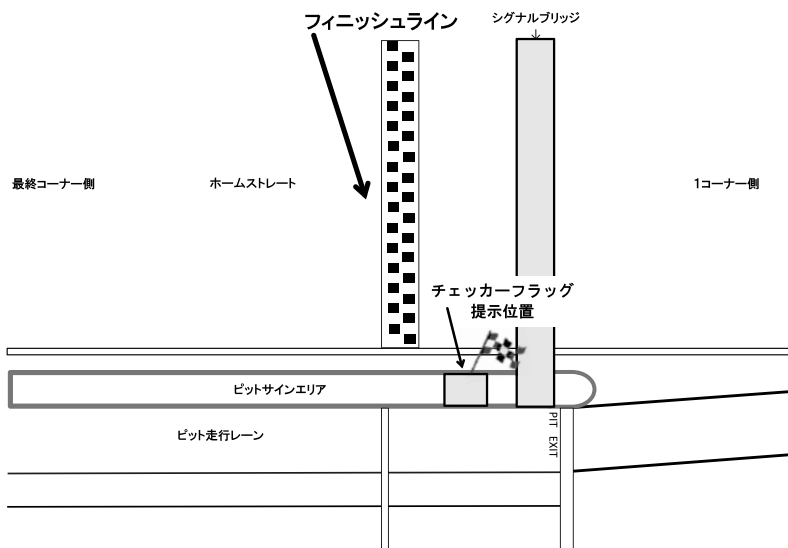 フィニッシュライン
シグナルブリッジ
最終コーナー側
ホームストレート
1コーナー側
チェッカーフラッグ
提示位置
ピットサインエリア
ピット走行レーン
PIT EXIT